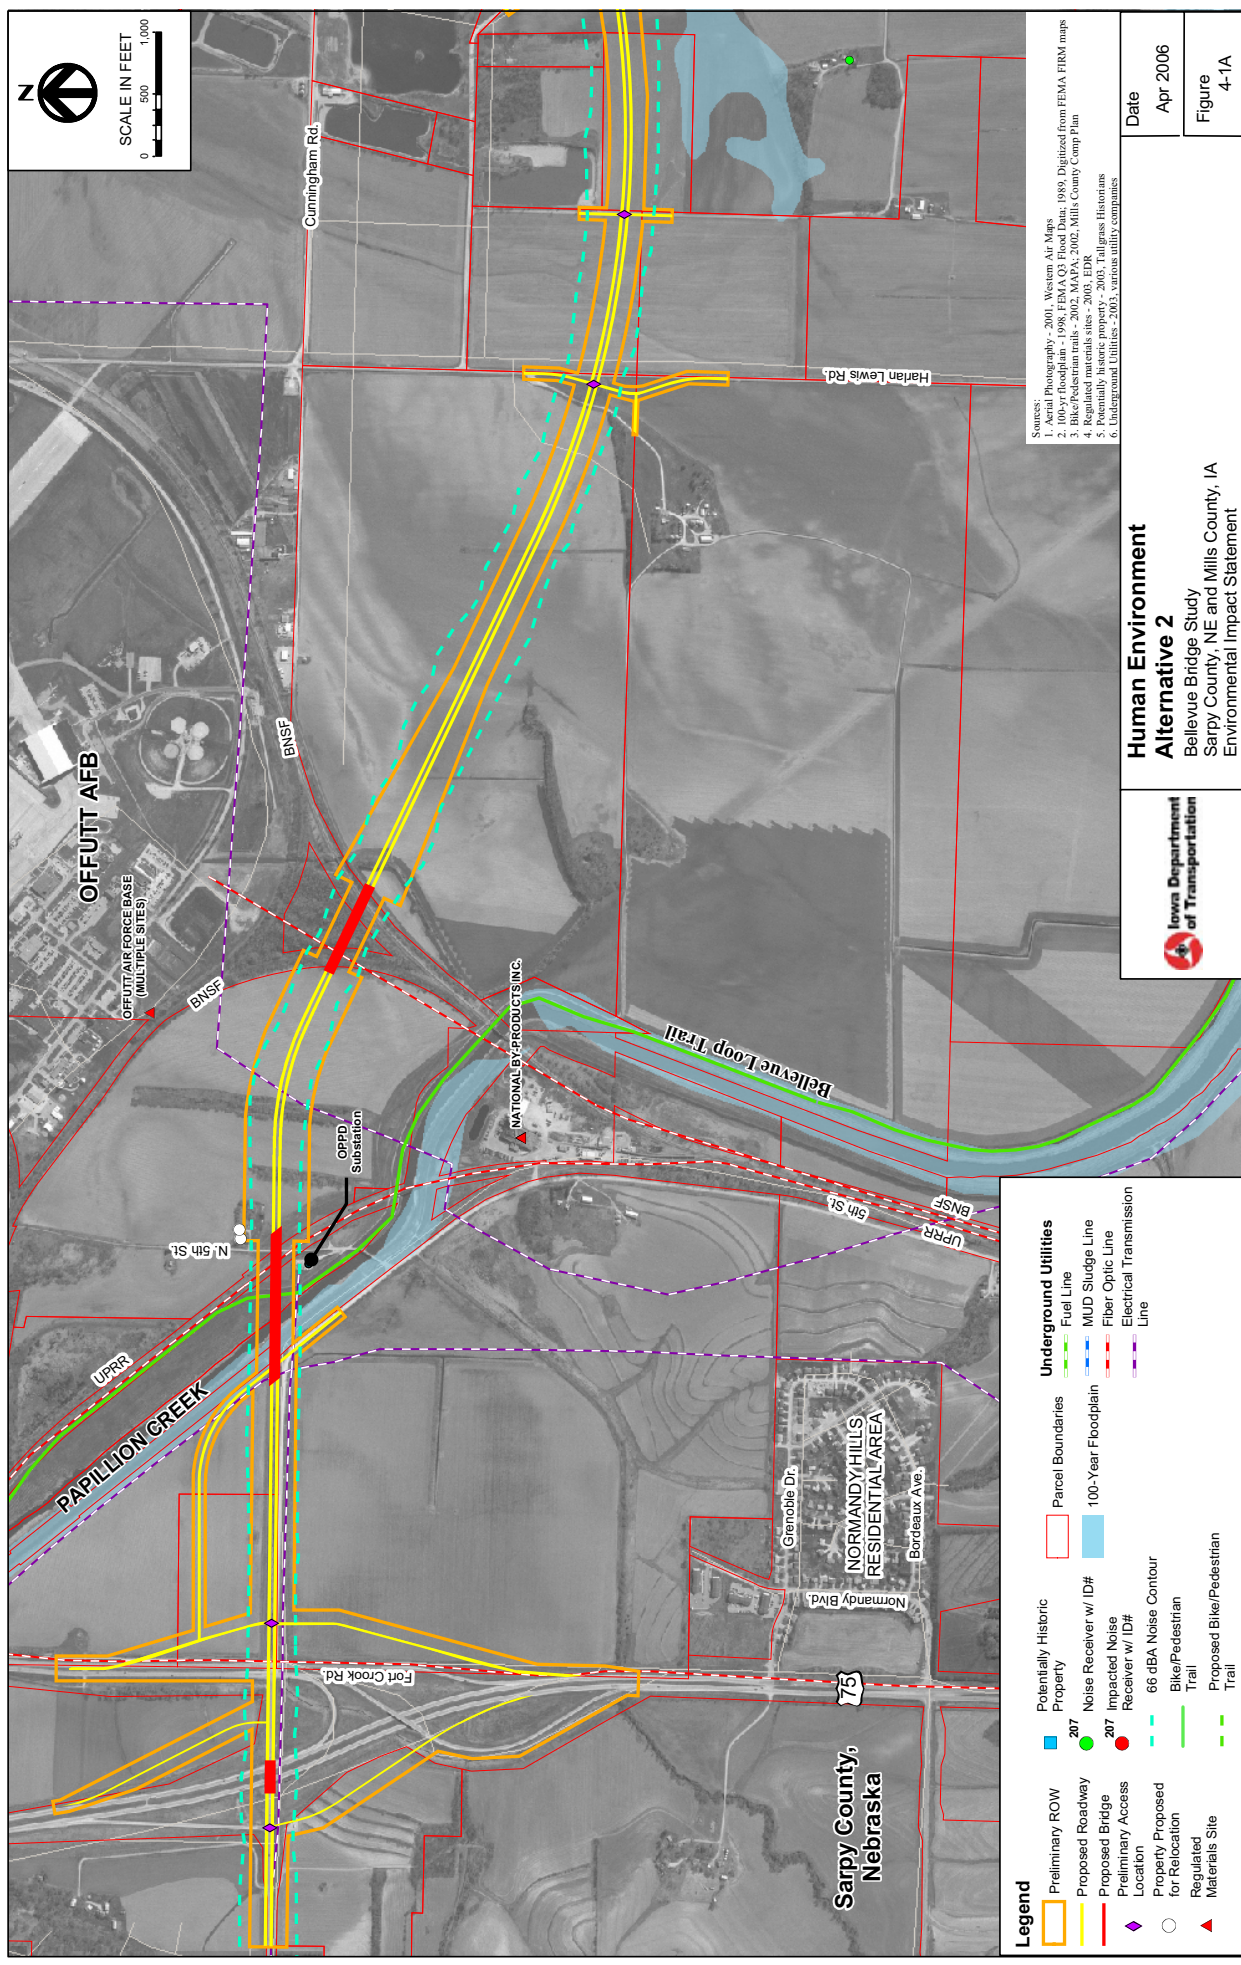 N
SCALE IN FEET
0 500 1,000
OFFUTT AFB
OFFUTT AIR FORCE BASE
(MULTIPLE SITES)
Cunningham Rd.
BNSF
BNSF
Harlan Lewis Rd.
N. 5th St.
OPPD
Substation
NATIONAL BY-PRODUCTS INC.
Bellevue Loop Trail
UPRR
PAPILLION CREEK
5th St.
BNSF
UPRR
Fort Crook Rd.
75
Grenoble Dr.
NORMANDY HILLS
RESIDENTIAL AREA
Bordeaux Ave.
Normandy Blvd.
Sarpy County,
Nebraska
Sources:
1. Aerial Photography - 2001, Western Air Maps
2. 100-yr floodplain - 1998, FEMA Q3 Flood Data; 1989, Digitized from FEMA FIRM maps
3. Bike/Pedestrian trails - 2002, MAPA; 2002, Mills County Comp Plan
4. Regulated materials sites - 2003, EDR
5. Potentially historic property - 2003, Tallgrass Historians
6. Underground Utilities - 2003, various utility companies
Legend
Preliminary ROW
Proposed Roadway
Proposed Bridge
Preliminary Access
Location
Property Proposed
for Relocation
Regulated
Materials Site
Potentially Historic
Property
207
Noise Receiver w/ ID#
207
Impacted Noise
Receiver w/ ID#
66 dBA Noise Contour
Bike/Pedestrian
Trail
Proposed Bike/Pedestrian
Trail
Parcel Boundaries
100-Year Floodplain
Underground Utilities
Fuel Line
MUD Sludge Line
Fiber Optic Line
Electrical Transmission
Line
Iowa Department
of Transportation
Human Environment
Alternative 2
Bellevue Bridge Study
Sarpy County, NE and Mills County, IA
Environmental Impact Statement
Date
Apr 2006
Figure
4-1A